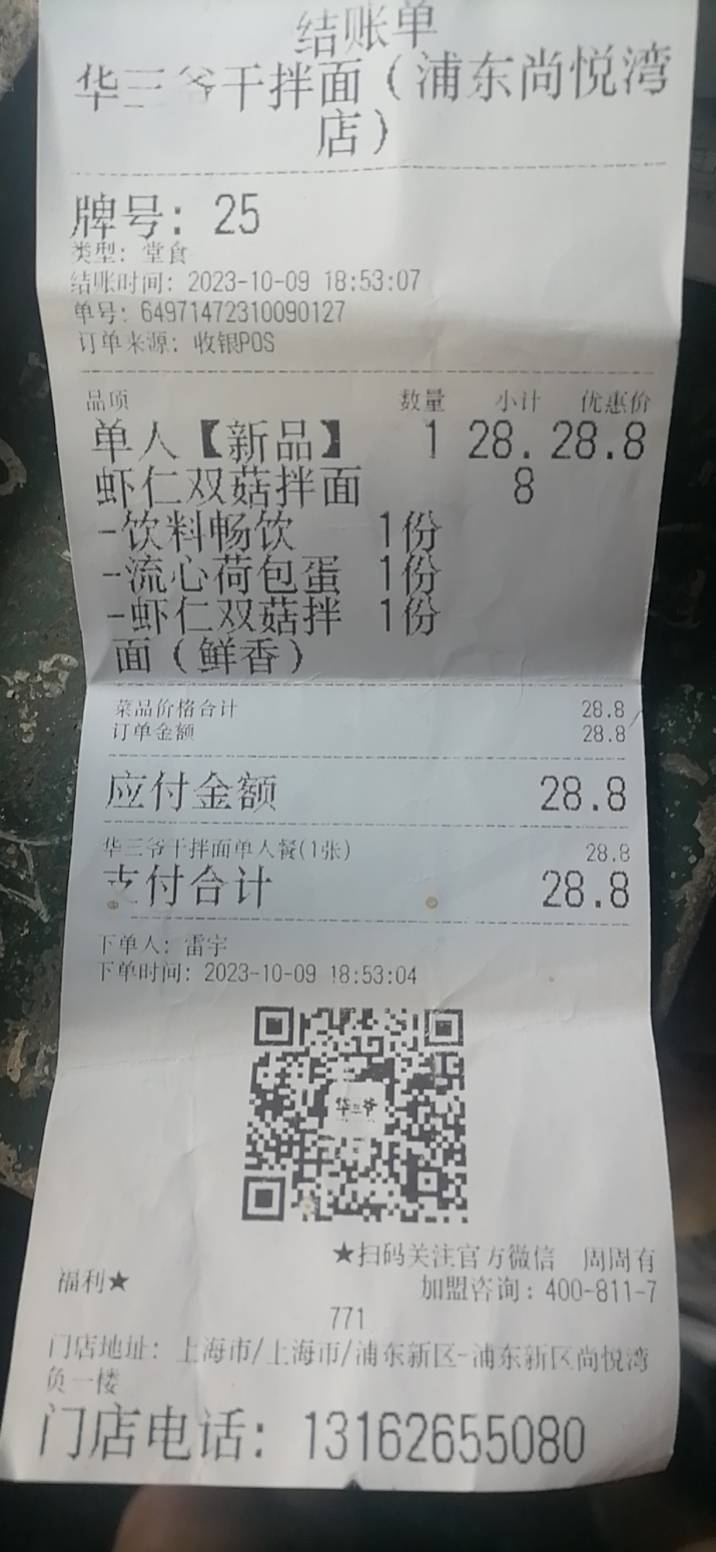 结账单
华三爷干拌面（浦东尚悦湾
店）
牌号：25
类型：堂食
结账时间：2023-10-09 18:53:07
单号：64971472310090127
订单来源：收银POS
品项 数量 小计 优惠价
单人【新品】 1 28. 28.8
虾仁双菇拌面 8
-饮料畅饮 1份
-流心荷包蛋 1份
-虾仁双菇拌 1份
面（鲜香）
菜品价格合计 28.8
订单金额 28.8
应付金额 28.8
华三爷干拌面单人餐(1张) 28.8
支付合计 28.8
下单人：雷宇
下单时间：2023-10-09 18:53:04
华三爷
★扫码关注官方微信 周周有
福利★ 加盟咨询：400-811-7
771
门店地址：上海市/上海市/浦东新区-浦东新区尚悦湾
负一楼
门店电话：13162655080